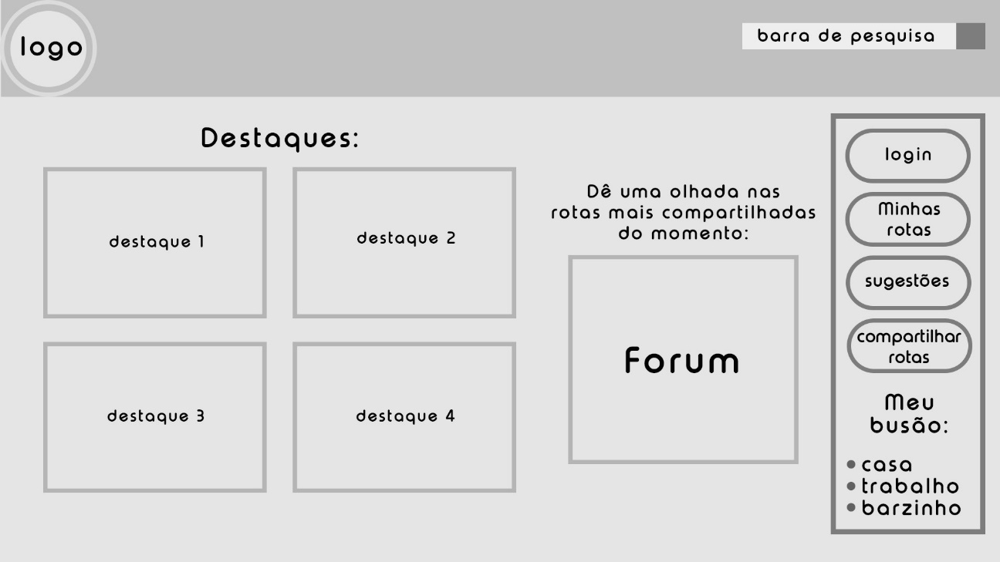 logo
barra de pesquisa
Destaques:
destaque 1
destaque 2
destaque 3
destaque 4
Dê uma olhada nas
rotas mais compartilhadas
do momento:
Forum
login
Minhas
rotas
sugestões
compartilhar
rotas
Meu
busão:
• casa
• trabalho
• barzinho